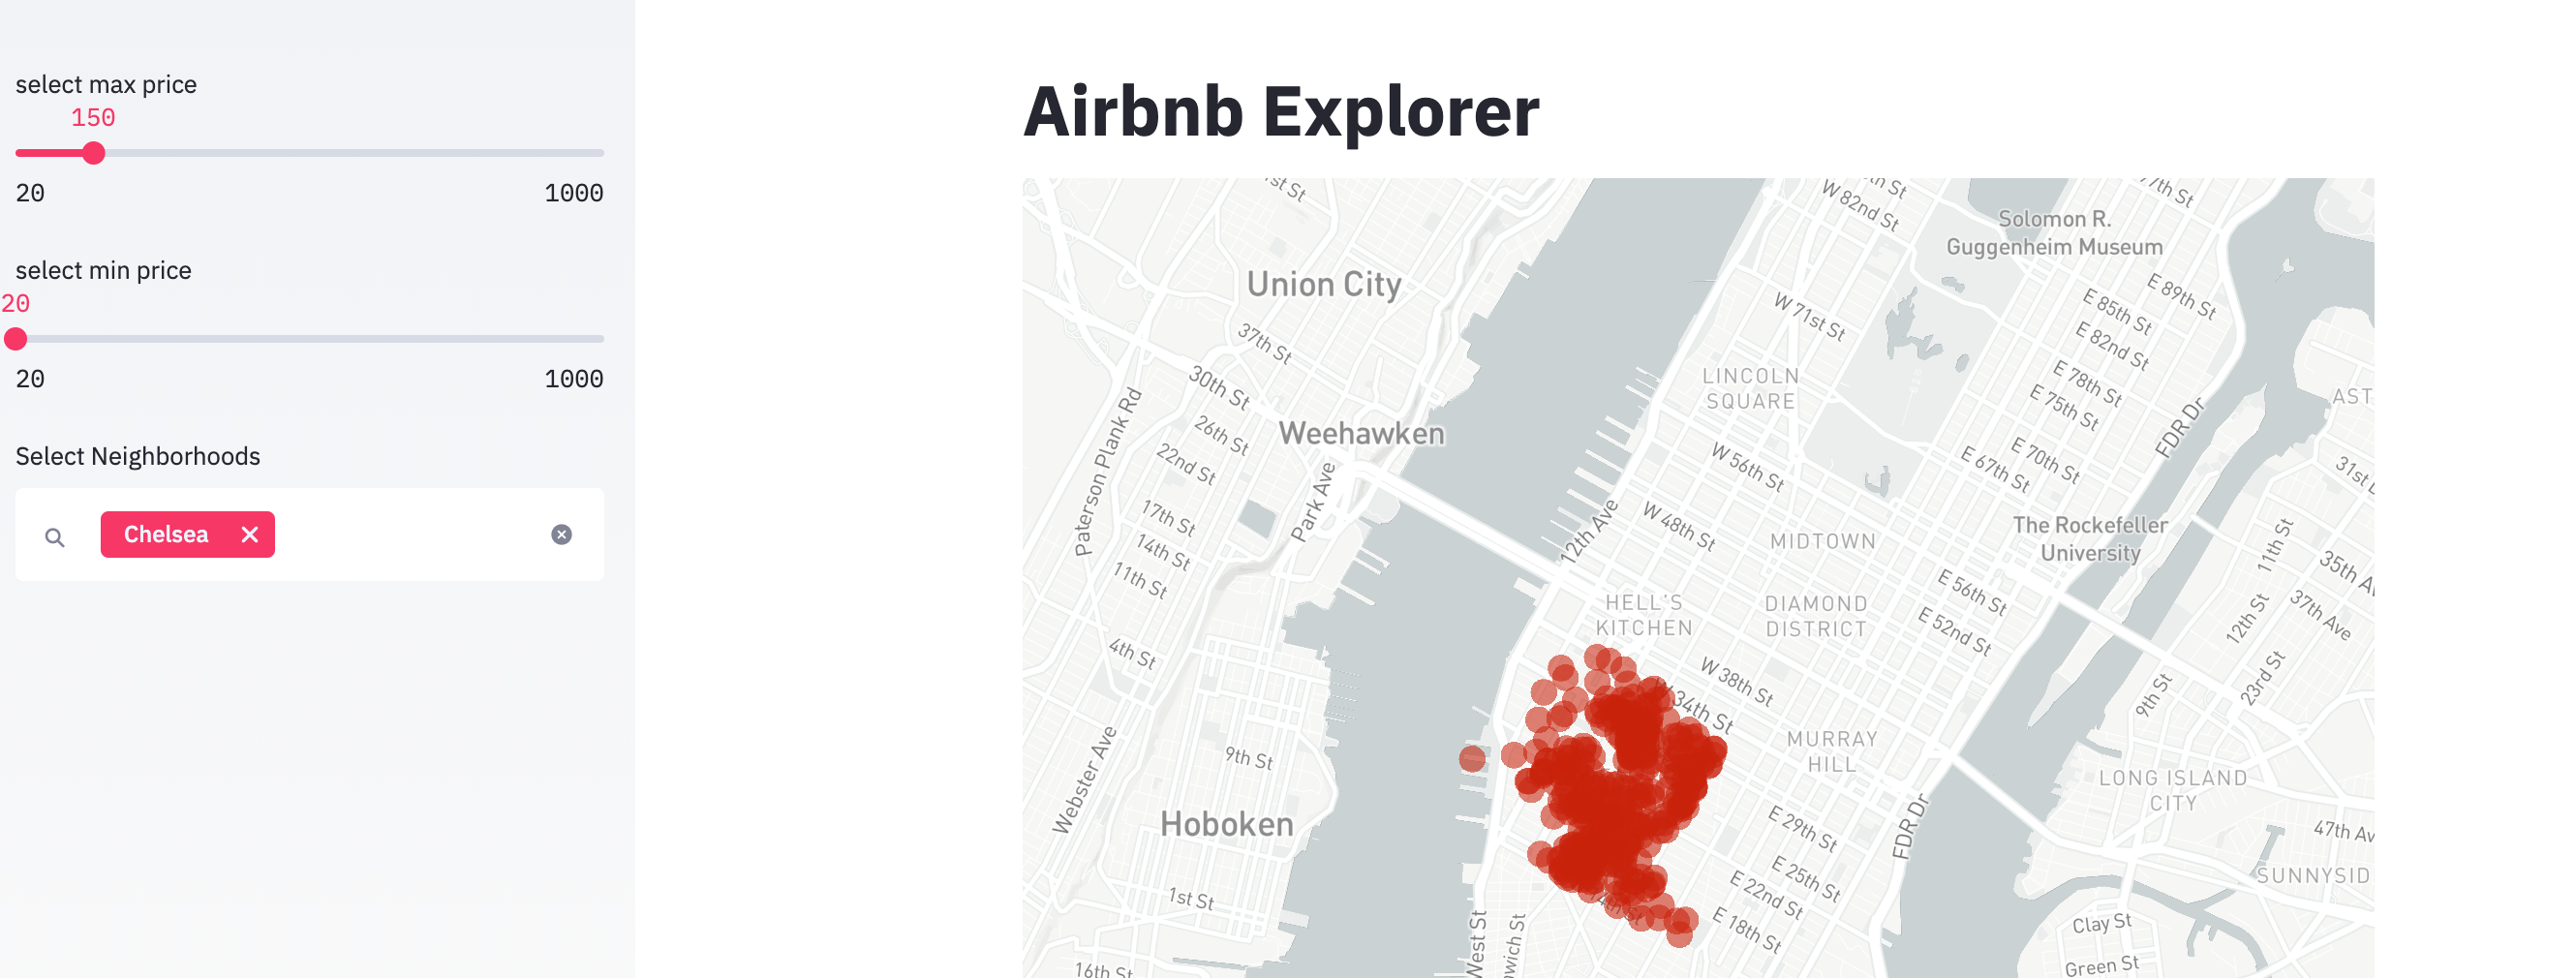 select max price
150
20 1000
select min price
20
20 1000
Select Neighborhoods
Chelsea
Airbnb Explorer
W 82nd St
Solomon R.
Guggenheim Museum
Union City
37th St
W 71st St
E 89th St
E 85th St
E 82nd St
30th St
LINCOLN
SQUARE
E 78th St
E 75th St
Paterson Plank Rd
26th St
Weehawken
FDR Dr
22nd St
W 56th St
E 70th St
E 67th St
Park Ave
12th Ave
17th St
W 48th St
MIDTOWN
The Rockefeller
University
11th St
14th St
11th St
E 56th St
12th St
37th Ave
HELL'S
KITCHEN
DIAMOND
DISTRICT
E 52nd St
4th St
W 38th St
34th St
9th St
23rd St
Webster Ave
9th St
MURRAY
HILL
LONG ISLAND
CITY
Hoboken
E 29th St
FDR Dr
47th Av
E 25th St
E 22nd St
SUNNYSID
1st St
E 18th St
West St
wich St
Clay St
Green St
16th St